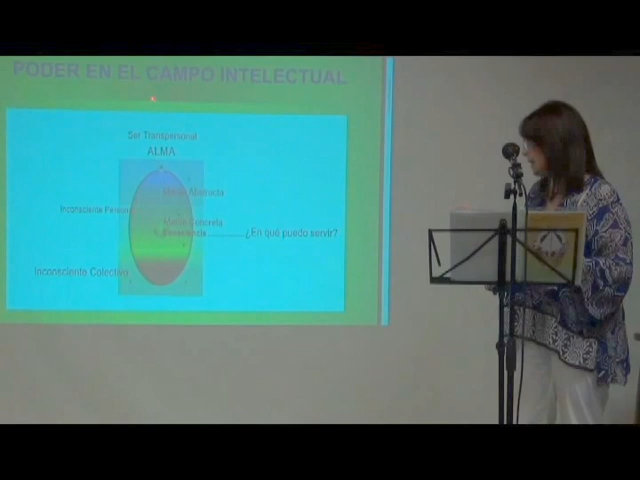 PODER EN EL CAMPO INTELECTUAL
Ser Transpersonal
ALMA
Mente Abstracta
Inconsciente Person
Mente Concreta
¿En qué puedo servir?
Inconsciente Colectivo